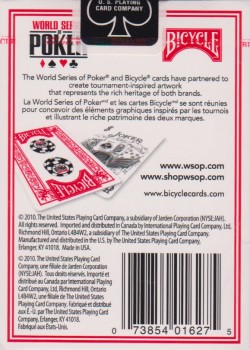 U.S. PLAYING
CARD COMPANY
WORLD SERIES
POKER
BICYCLE
The World Series of Poker® and Bicycle® cards have partnered to
create tournament-inspired artwork
that represents the rich heritage of both brands.
La World Series of Poker md et les cartes Bicycle md se sont réunies
pour concevoir des éléments graphiques inspirés par les tournois
et illustrant le riche patrimoine des deux marques.
BICYCLE
www.wsop.com
www.shopwsop.com
www.bicyclecards.com
© 2010. The United States Playing Card Company, a subsidiary of Jarden Corporation (NYSE:JAH).
All Rights Reserved. Imported and distributed in Canada by International Playing Card Company Ltd,
Richmond Hill, Ontario L4B4W2, a subsidiary of The United States Playing Card Company.
Manufactured and distributed in the U.S. by The United States Playing Card Company, Erlanger,
KY 41018. Made in the U.S.A.
© 2010. The United States Playing Card Company,
une filiale de Jarden Corporation
(NYSE:JAH). Tous droits réservés. Importé et
distribué au Canada par International Playing
Card Company Ltd, Richmond Hill, Ontario
L4B4W2, une filiale de The United States
Playing Card Company. Fabriqué et distribué
aux É.-U. par The United States Playing Card
Company, Erlanger, KY 41018.
Fabriqué aux États-Unis.
0 73854 01627 5